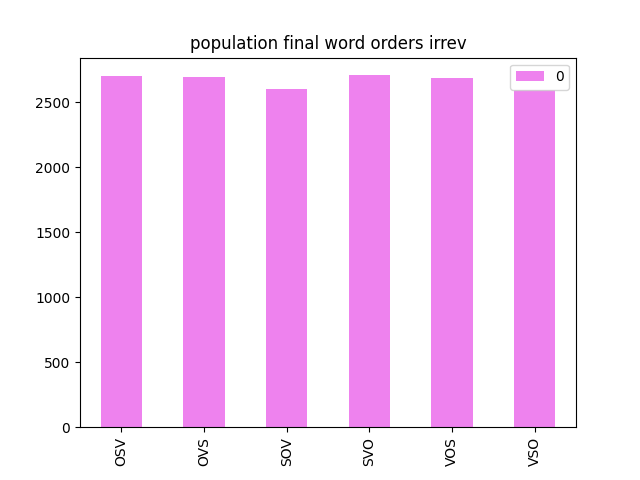 population final word orders irrev
0
2500
2000
1500
1000
500
0
OSV
OVS
SOV
SVO
VOS
VSO